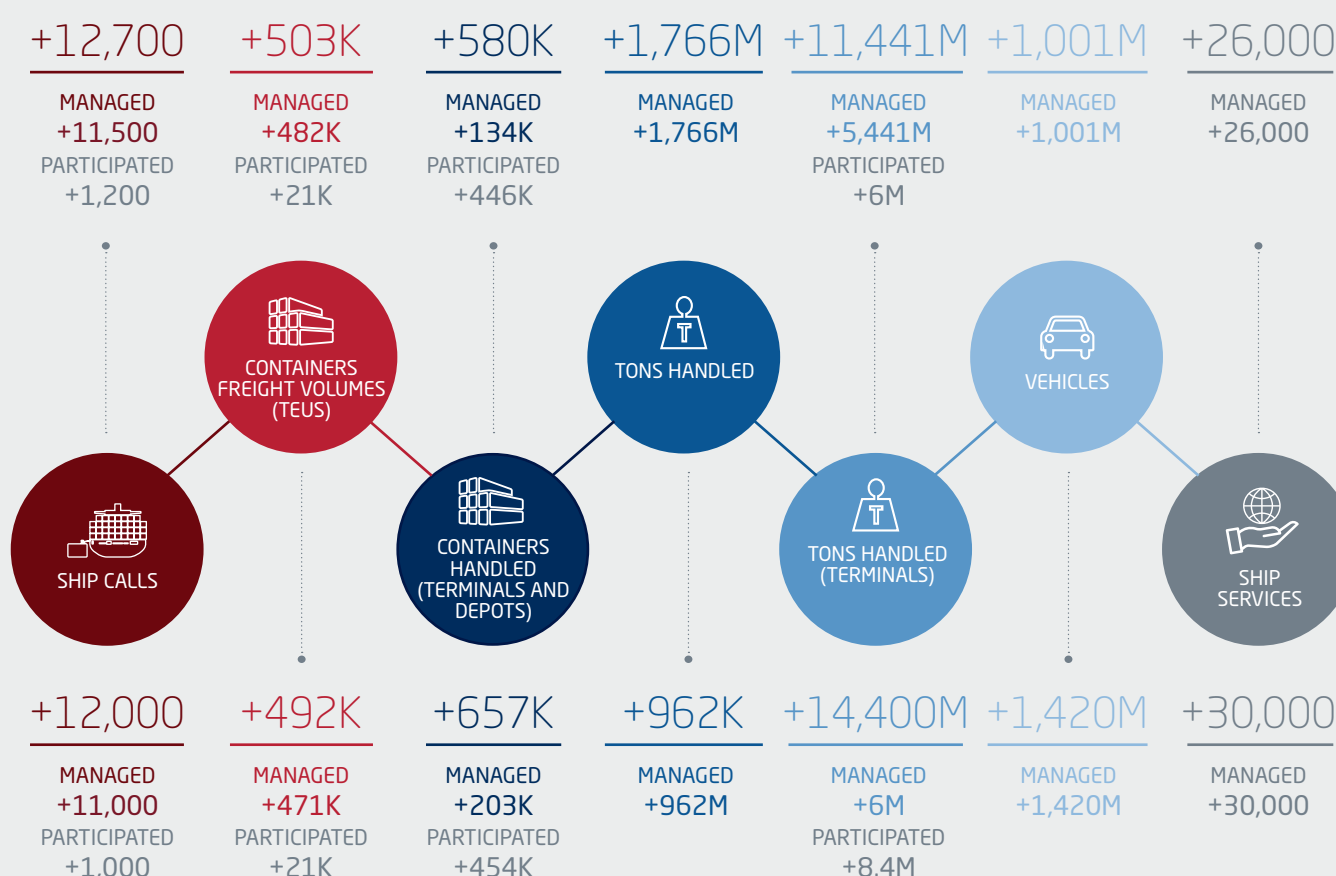 +12,700
+503K
+580K
+1,766M
+11,441M
+1,001M
+26,000
MANAGED
+11,500
PARTICIPATED
+1,200
MANAGED
+482K
PARTICIPATED
+21K
MANAGED
+134K
PARTICIPATED
+446K
MANAGED
+1,766M
MANAGED
+5,441M
PARTICIPATED
+6M
MANAGED
+1,001M
MANAGED
+26,000
SHIP CALLS
CONTAINERS
FREIGHT VOLUMES
(TEUS)
CONTAINERS
HANDLED
(TERMINALS AND
DEPOTS)
T
TONS HANDLED
T
TONS HANDLED
(TERMINALS)
VEHICLES
SHIP
SERVICES
+12,000
+492K
+657K
+962K
+14,400M
+1,420M
+30,000
MANAGED
+11,000
PARTICIPATED
+1,000
MANAGED
+471K
PARTICIPATED
+21K
MANAGED
+203K
PARTICIPATED
+454K
MANAGED
+962M
MANAGED
+6M
PARTICIPATED
+8,4M
MANAGED
+1,420M
MANAGED
+30,000